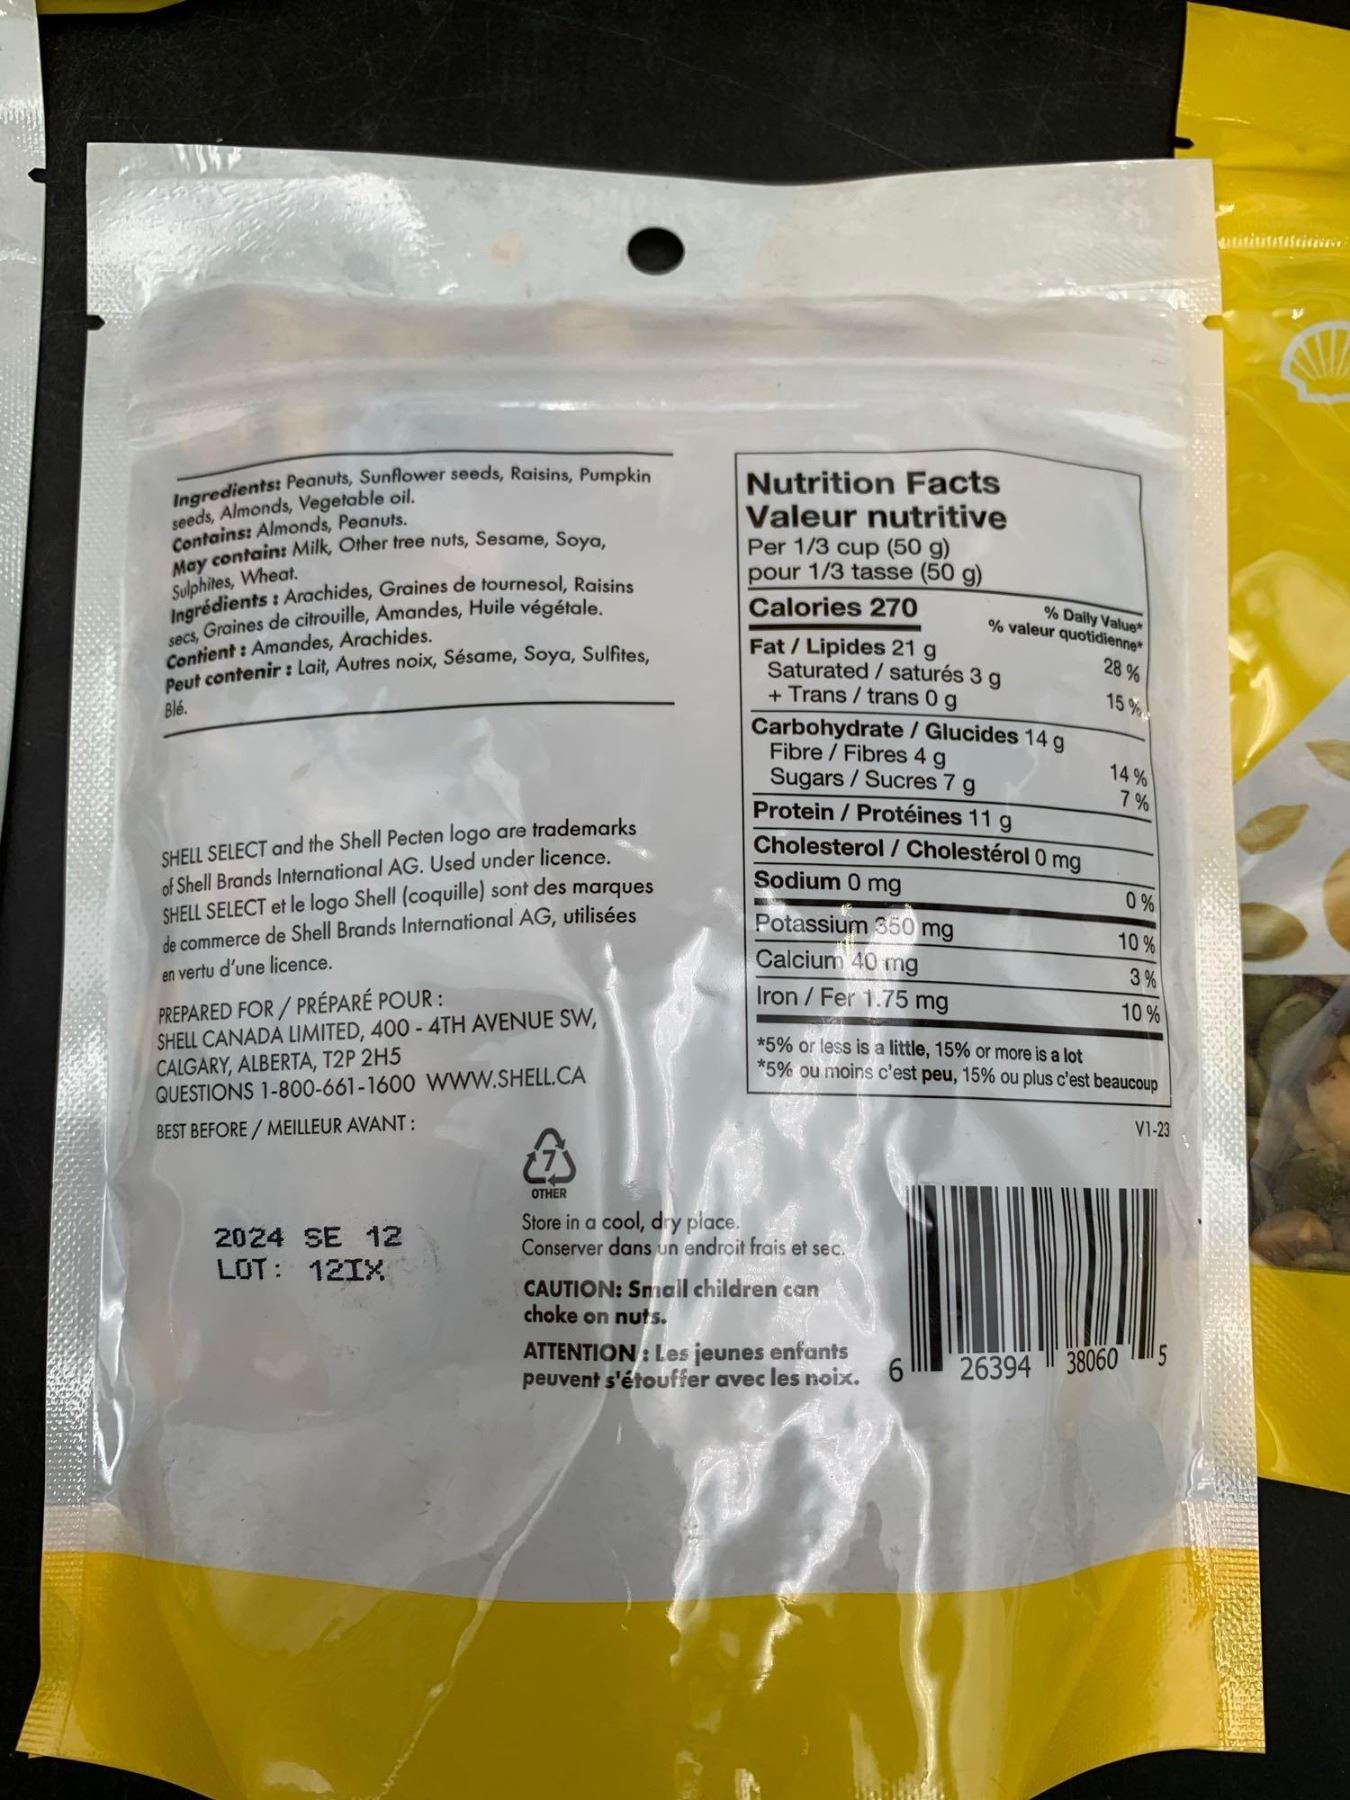 Ingredients: Peanuts, Sunflower seeds, Raisins, Pumpkin
seeds, Almonds, Vegetable oil.
Contains: Almonds, Peanuts.
May contain: Milk, Other tree nuts, Sesame, Soya,
Sulphites, Wheat.
Ingrédients : Arachides, Graines de tournesol, Raisins
secs, Graines de citrouille, Amandes, Huile végétale.
Contient : Amandes, Arachides.
Peut contenir : Lait, Autres noix, Sésame, Soya, Sulfites,
Blé.
SHELL SELECT and the Shell Pecten logo are trademarks
of Shell Brands International AG. Used under licence.
SHELL SELECT et le logo Shell (coquille) sont des marques
de commerce de Shell Brands International AG, utilisées
en vertu d'une licence.
PREPARED FOR / PRÉPARÉ POUR :
SHELL CANADA LIMITED, 400 - 4TH AVENUE SW,
CALGARY, ALBERTA, T2P 2H5
QUESTIONS 1-800-661-1600 WWW.SHELL.CA
BEST BEFORE / MEILLEUR AVANT :
2024 SE 12
LOT: 12IX
7
OTHER
Store in a cool, dry place.
Conserver dans un endroit frais et sec.
CAUTION: Small children can
choke on nuts.
ATTENTION : Les jeunes enfants
peuvent s'étouffer avec les noix.
Nutrition Facts
Valeur nutritive
Per 1/3 cup (50 g)
pour 1/3 tasse (50 g)
Calories 270
% Daily Value*
% valeur quotidienne*
Fat / Lipides 21 g 28 %
Saturated / saturés 3 g
+ Trans / trans 0 g 15 %
Carbohydrate / Glucides 14 g
Fibre / Fibres 4 g 14 %
Sugars / Sucres 7 g 7 %
Protein / Protéines 11 g
Cholesterol / Cholestérol 0 mg
Sodium 0 mg 0 %
Potassium 350 mg 10 %
Calcium 40 mg 3 %
Iron / Fer 1.75 mg 10 %
*5% or less is a little, 15% or more is a lot
*5% ou moins c'est peu, 15% ou plus c'est beaucoup
V1-23
6 26394 38060 5